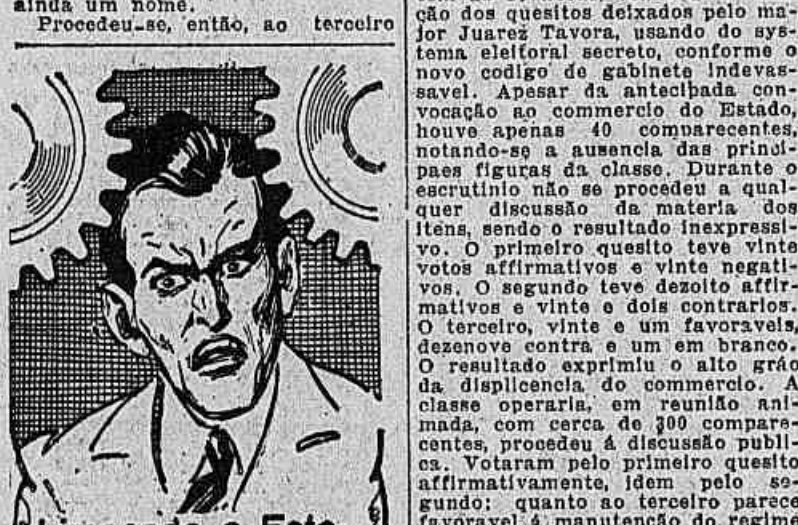 ainda um nome.
Procedeu-se, então, ao terceiro
ção dos quesitos deixados pelo ma-
jor Juarez Tavora, usando do sys-
tema eleitoral secreto, conforme o
novo codigo de gabinete indevas-
savel. Apesar da antecipada con-
vocação ao commercio do Estado,
houve apenas 40 comparecentes,
notando-se a ausencia das princi-
paes figuras da classe. Durante o
escrutinio não se procedeu a qual-
quer discussão da materia dos
itens, sendo o resultado inexpressi-
vo. O primeiro quesito teve vinte
votos affirmativos e vinte negati-
vos. O segundo teve dezoito affir-
mativos e vinte e dois contrarios.
O terceiro, vinte e um favoraveis,
dezenove contra e um em branco.
O resultado exprimiu o alto gráo
da displicencia do commercio. A
classe operaria, em reunião ani-
mada, com cerca de 300 compare-
centes, procedeu á discussão publi-
ca. Votaram pelo primeiro quesito
affirmativamente, idem pelo se-
gundo; quanto ao terceiro parece
favoravel á manutenção do regime